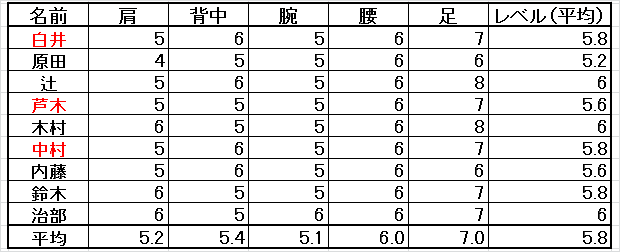 名前 肩 背中 腕 腰 足 レベル(平均)
白井 5 6 5 6 7 5.8
原田 4 5 5 6 6 5.2
辻 5 6 5 6 8 6
芦木 5 5 5 6 7 5.6
木村 6 5 5 6 8 6
中村 5 6 5 6 7 5.8
内藤 5 6 5 6 6 5.6
鈴木 6 5 5 6 7 5.8
治部 6 5 6 6 7 6
平均 5.2 5.4 5.1 6.0 7.0 5.8